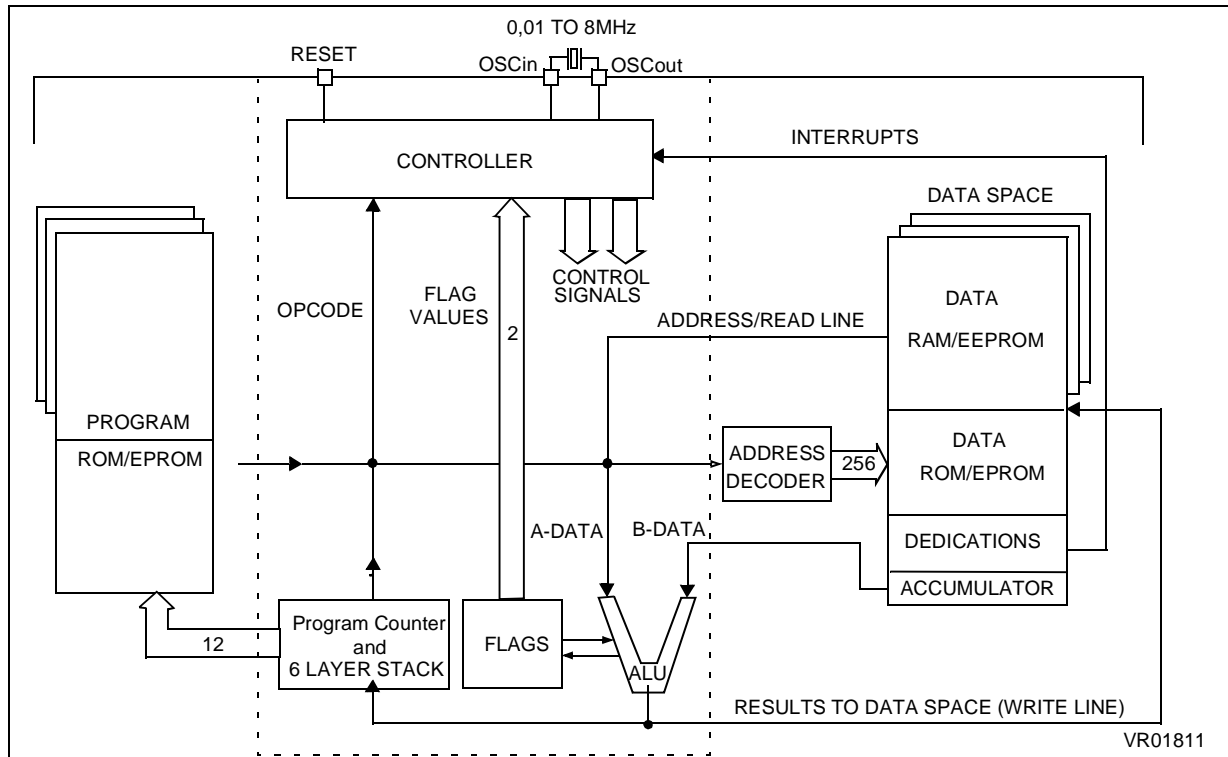 0,01 TO 8MHz
RESET
OSCin
OSCout
INTERRUPTS
CONTROLLER
DATA SPACE
OPCODE
FLAG
VALUES
2
CONTROL
SIGNALS
DATA
RAM/EEPROM
ADDRESS/READ LINE
PROGRAM
ROM/EPROM
ADDRESS
DECODER
256
DATA
ROM/EPROM
A-DATA
B-DATA
DEDICATIONS
ACCUMULATOR
12
Program Counter
and
6 LAYER STACK
FLAGS
ALU
RESULTS TO DATA SPACE (WRITE LINE)
VR01811